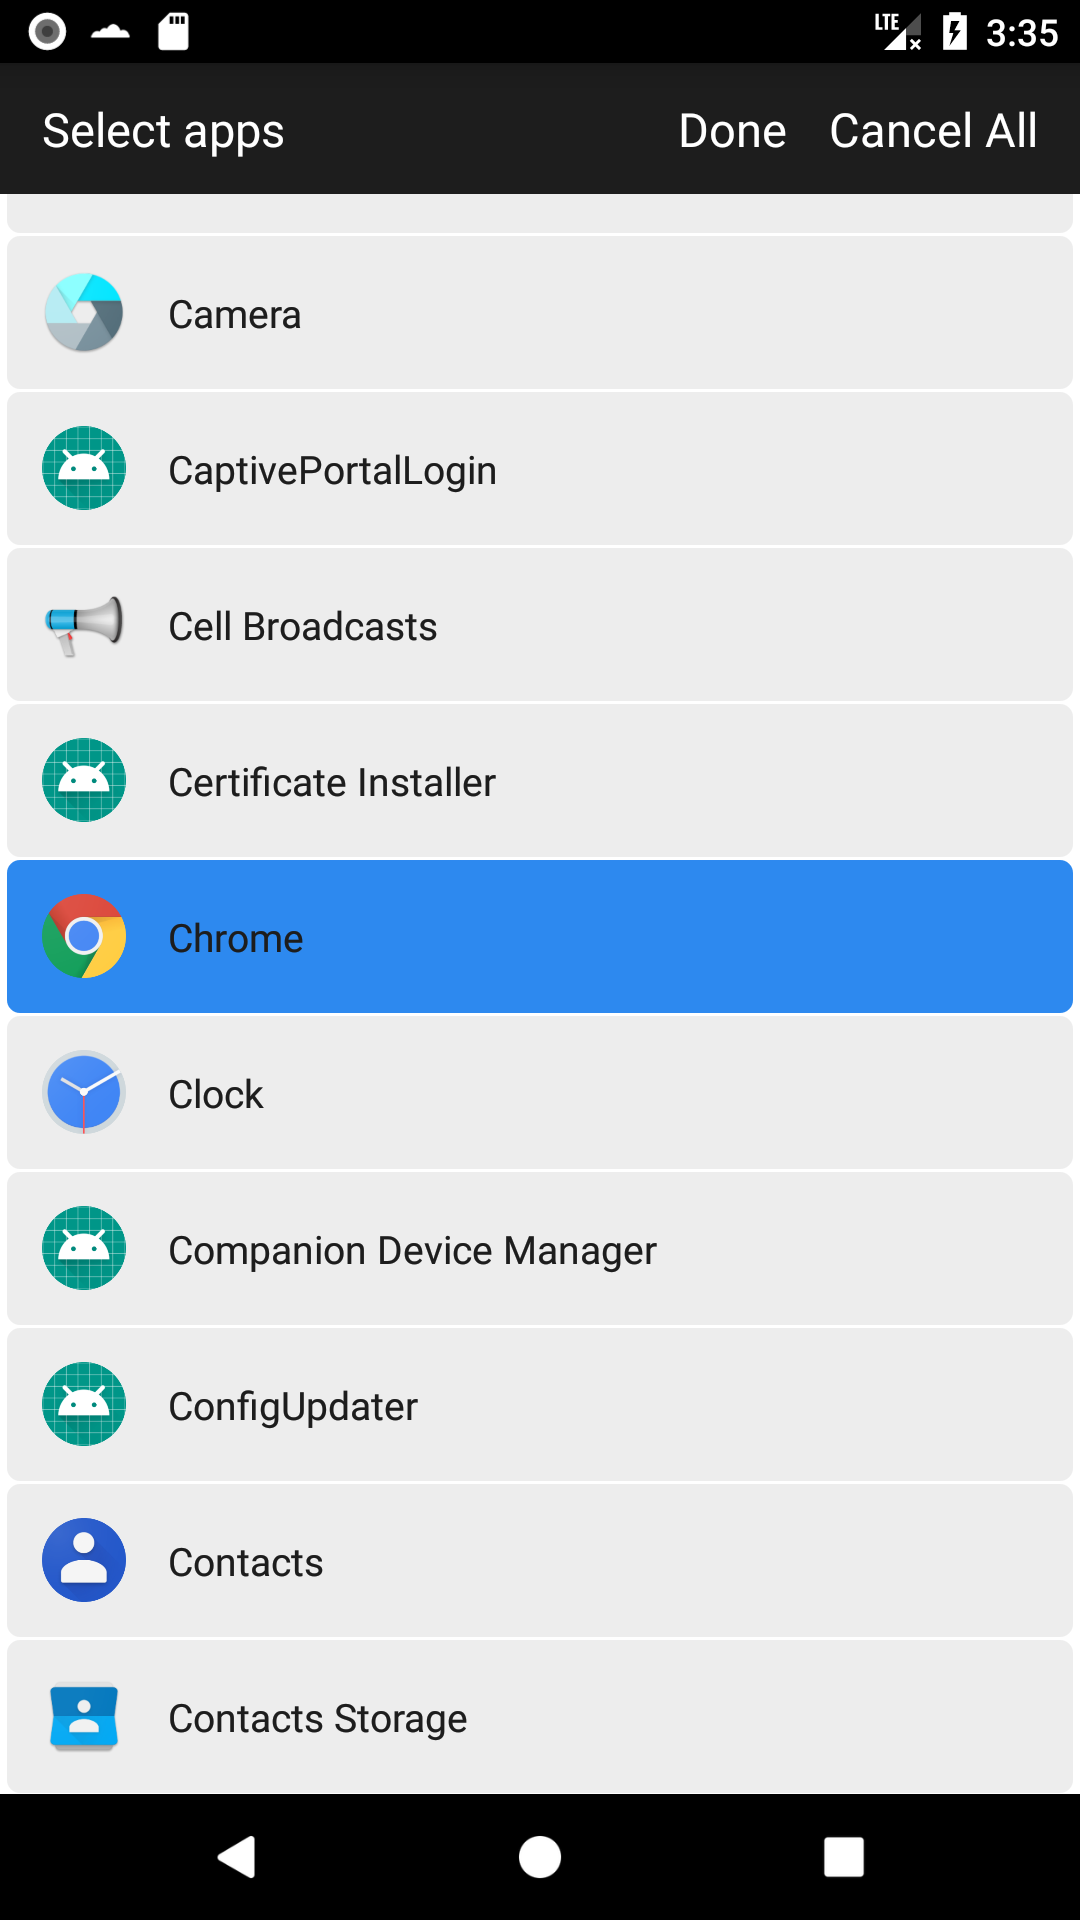 LTE 3:35
Select apps Done Cancel All
Camera
CaptivePortalLogin
Cell Broadcasts
Certificate Installer
Chrome
Clock
Companion Device Manager
ConfigUpdater
Contacts
Contacts Storage